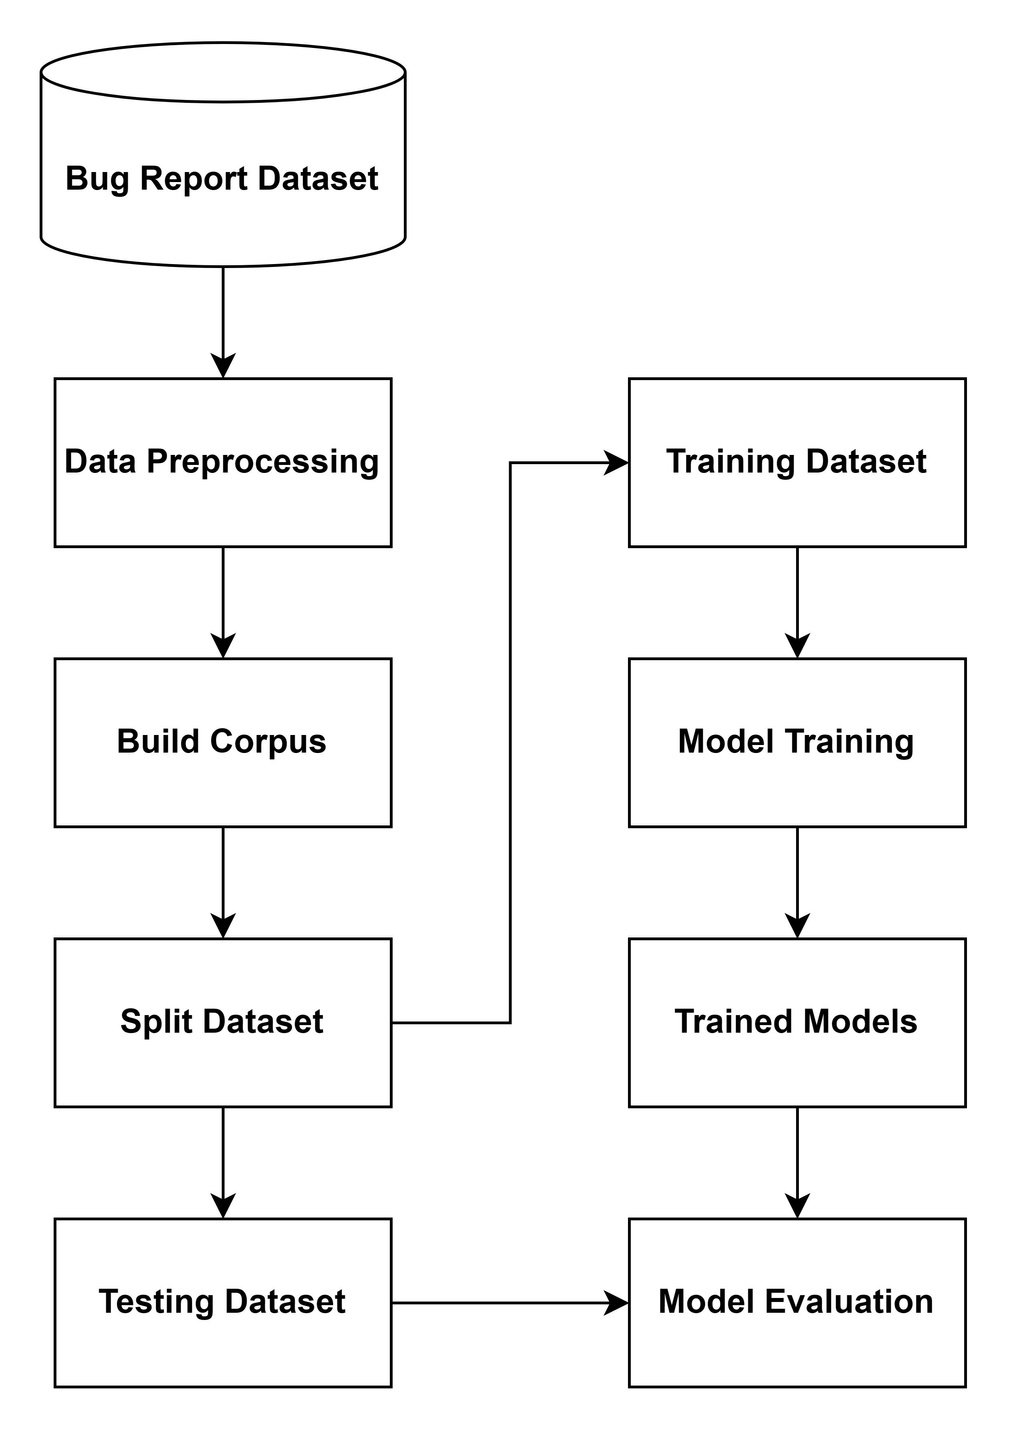 Bug Report Dataset
Data Preprocessing
Build Corpus
Split Dataset
Testing Dataset
Training Dataset
Model Training
Trained Models
Model Evaluation